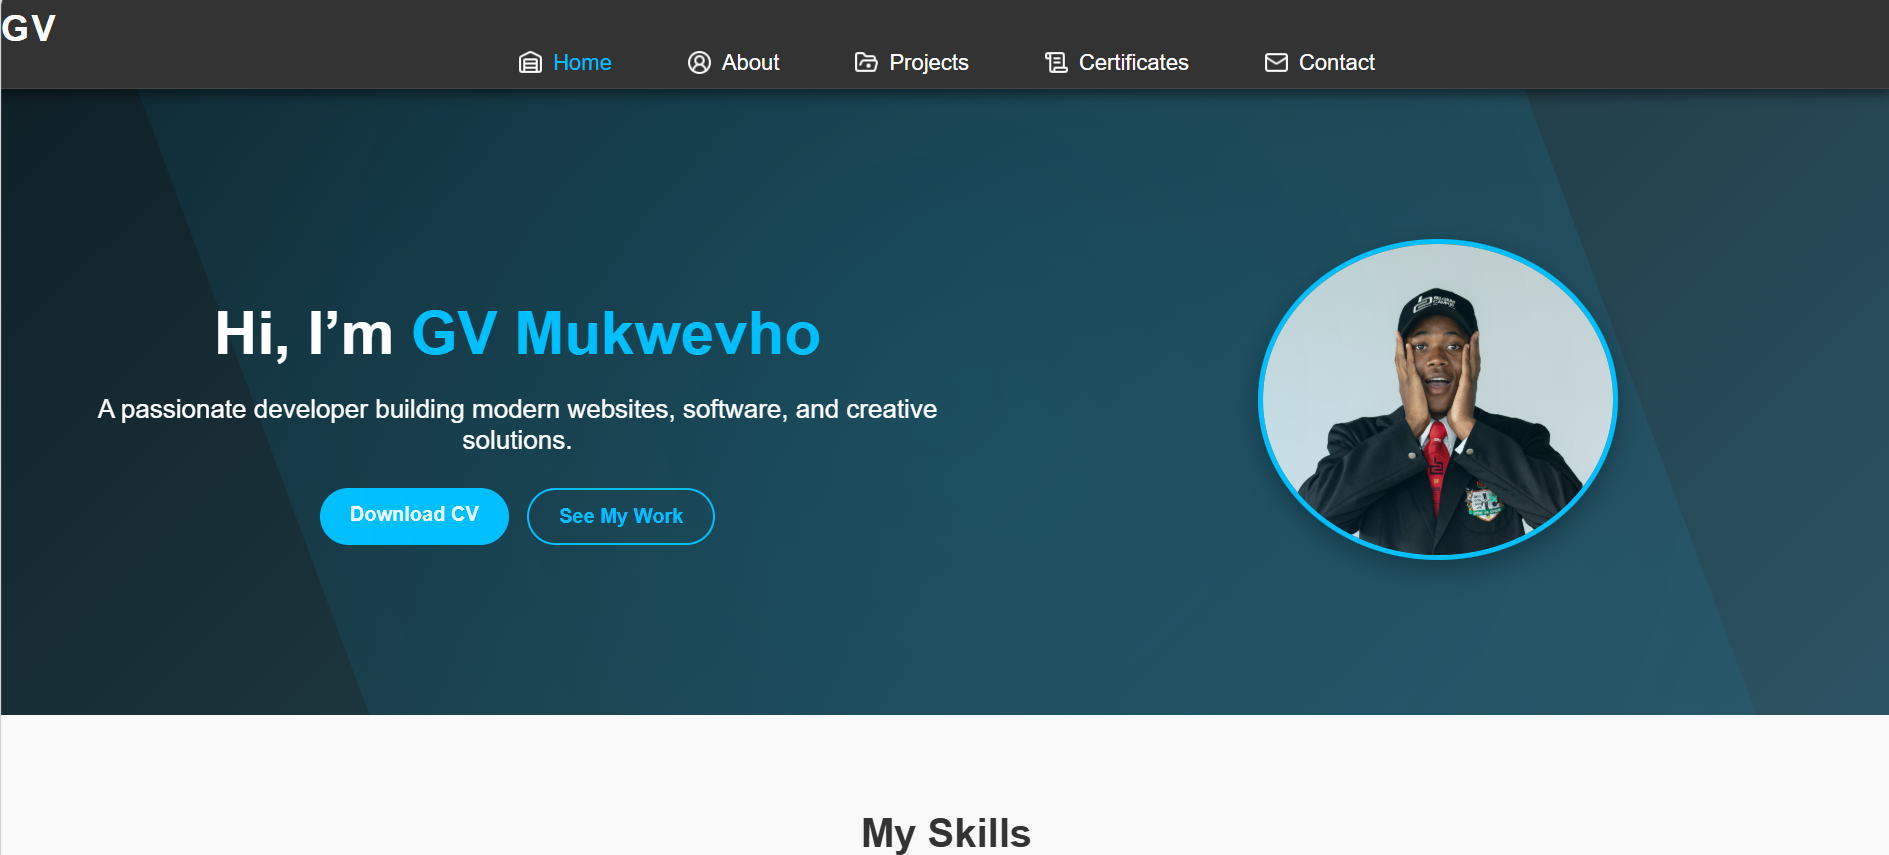 GV
Home About Projects Certificates Contact
Hi, I’m GV Mukwevho
A passionate developer building modern websites, software, and creative
solutions.
Download CV See My Work
My Skills